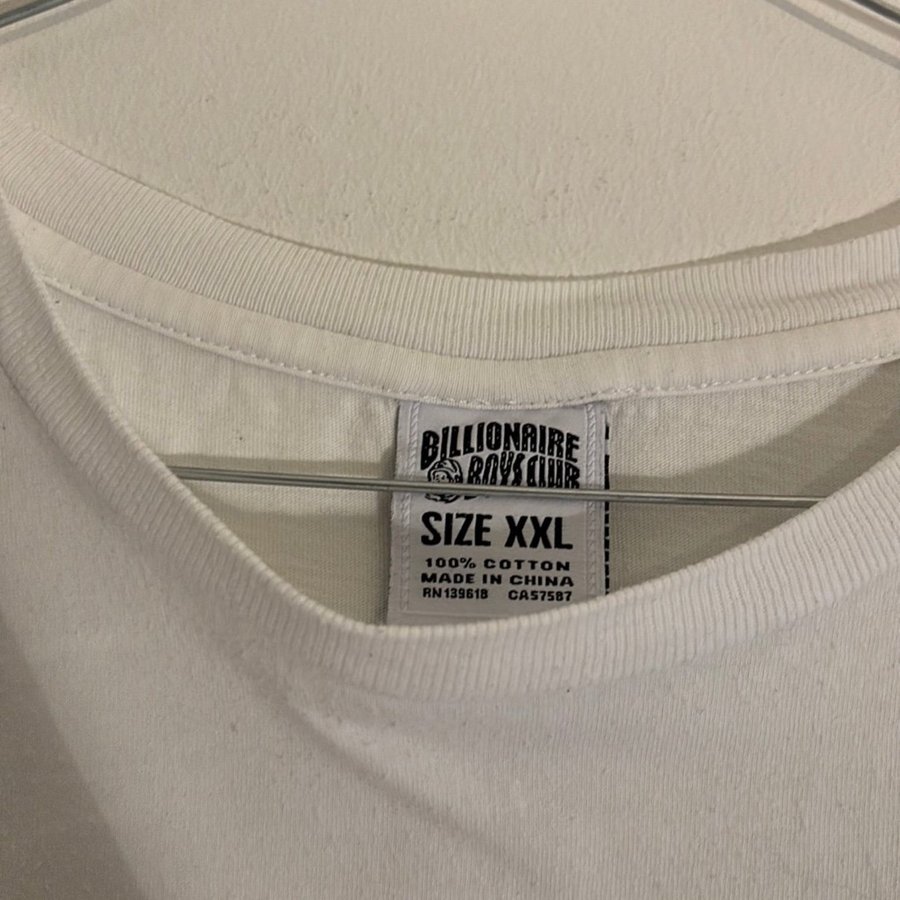 BILLIONAIRE
BOYS CLUB
SIZE XXL
100% COTTON
MADE IN CHINA
RN139618 CA57587